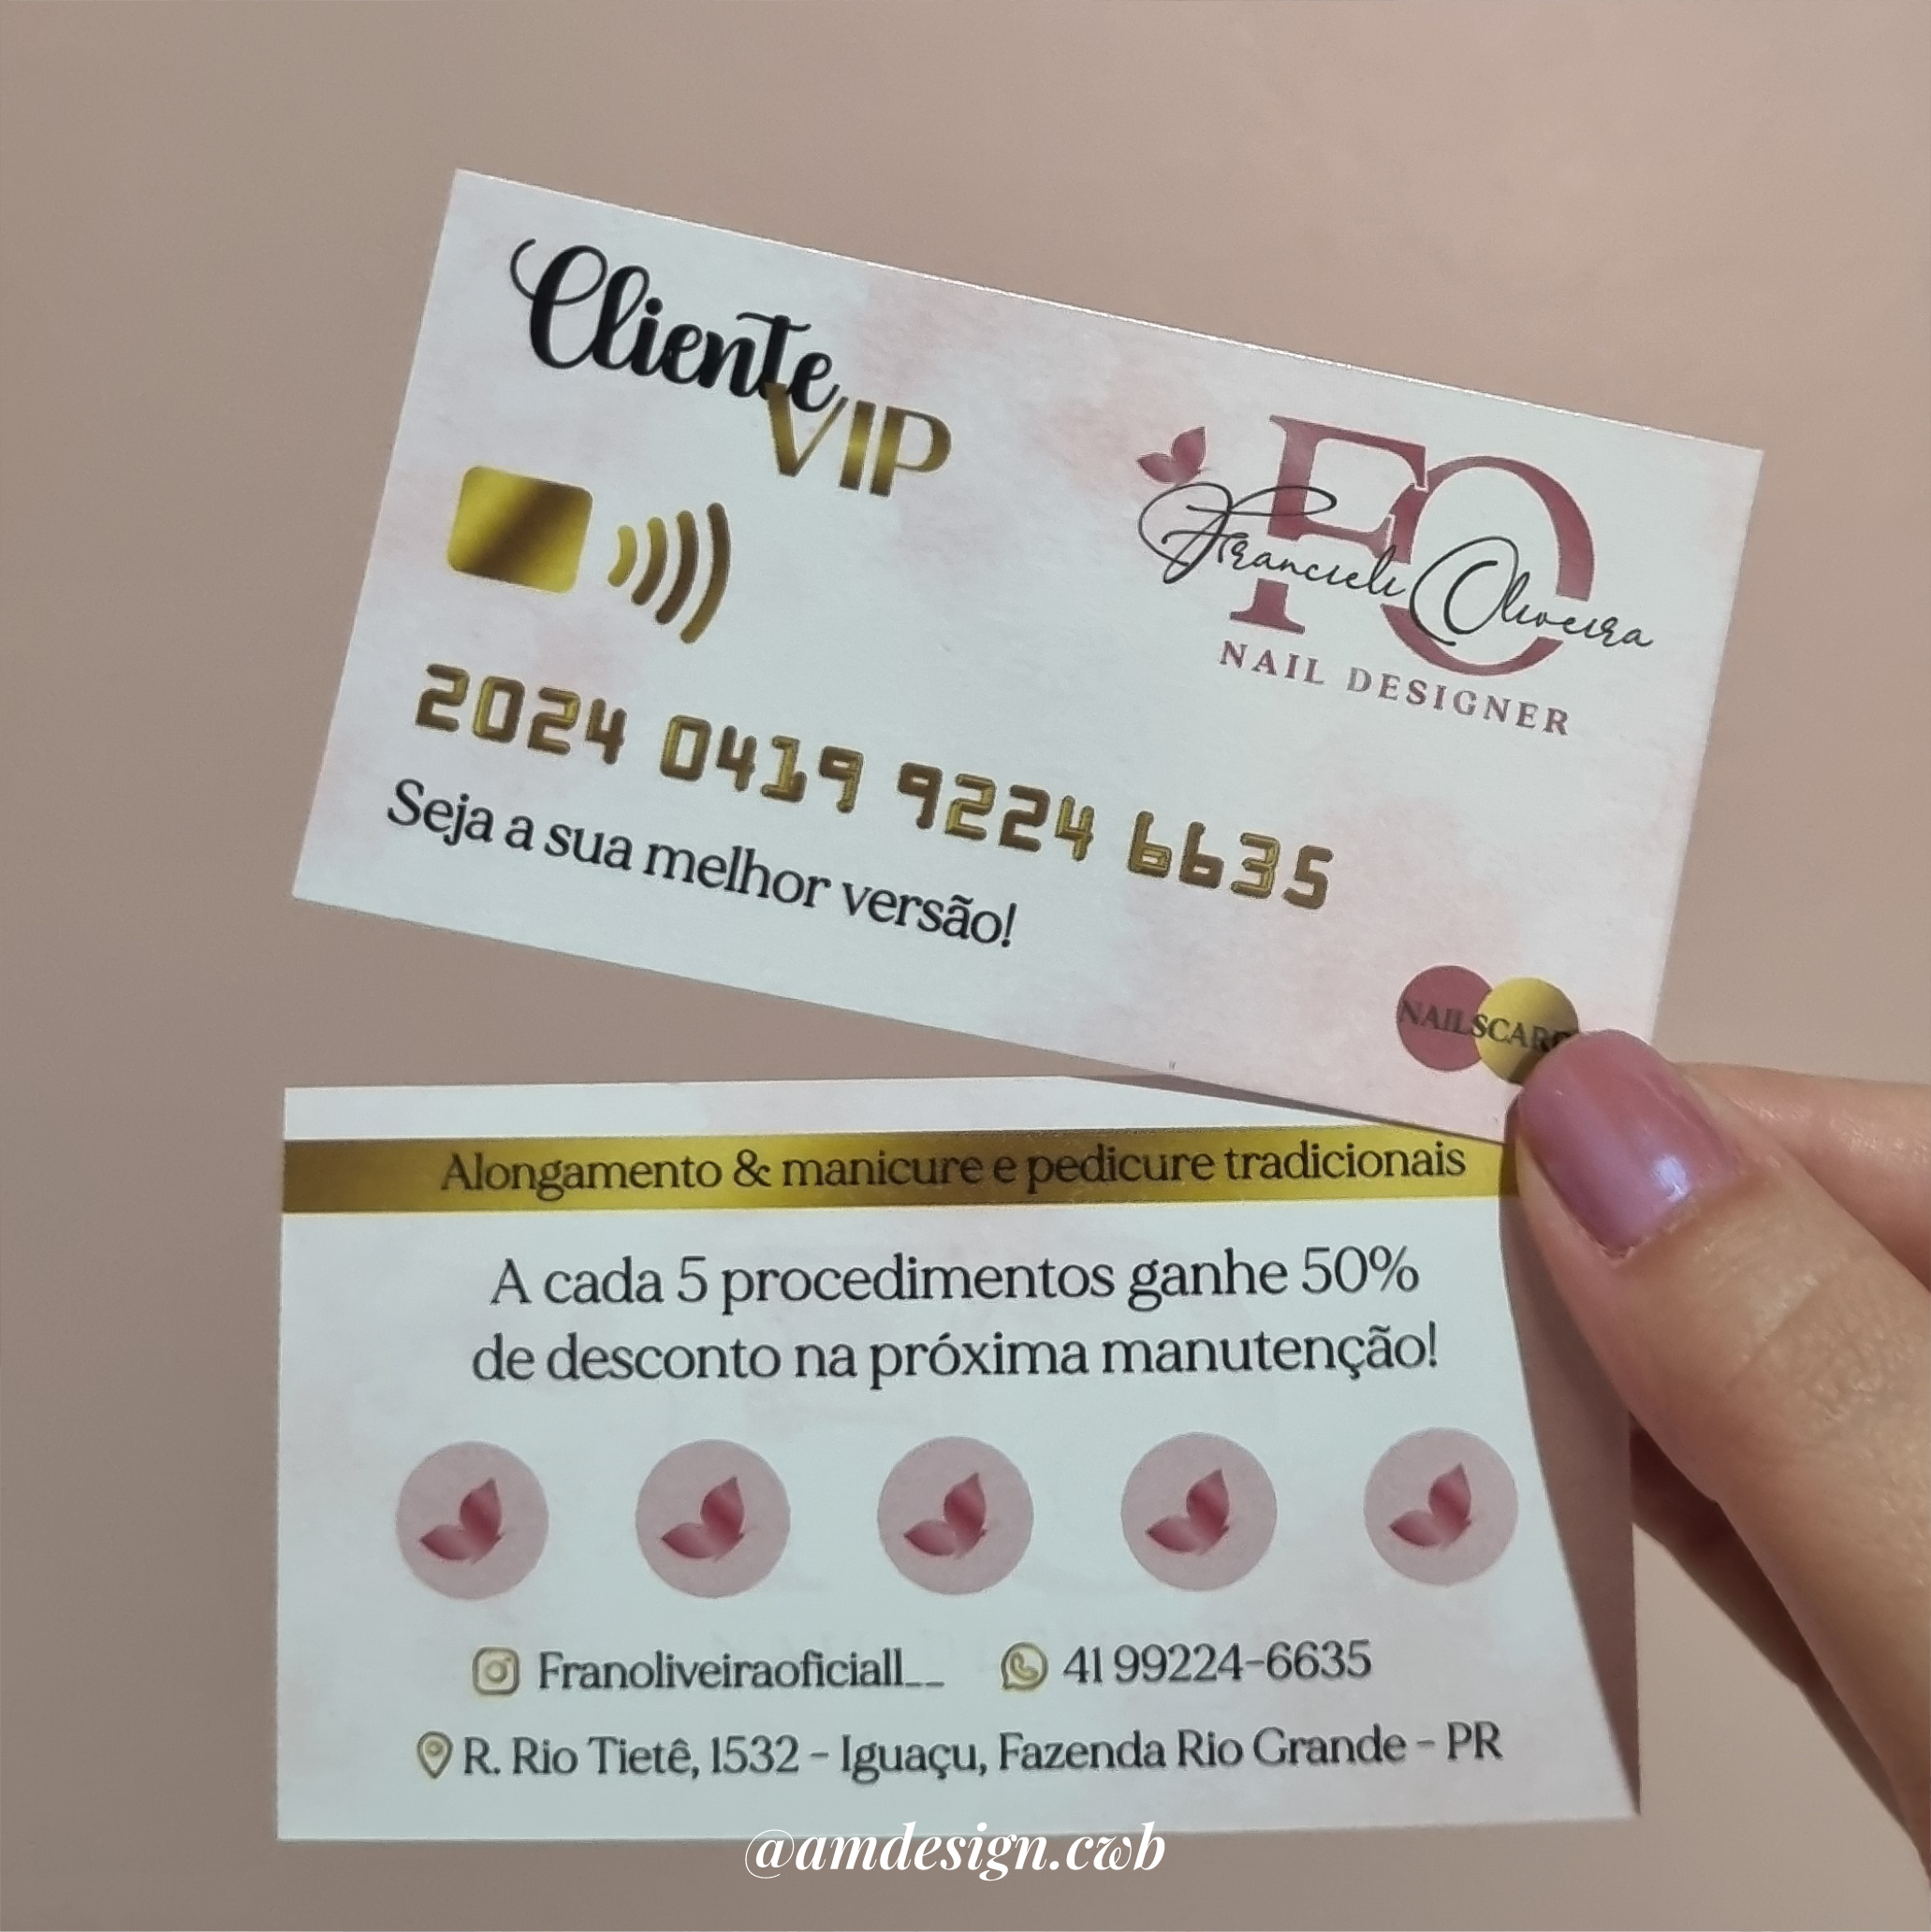 Cliente
VIP
FO
Francieli Oliveira
NAIL DESIGNER
2024 0419 9224 6635
Seja a sua melhor versão!
Alongamento & manicure e pedicure tradicionais
A cada 5 procedimentos ganhe 50%
de desconto na próxima manutenção!
Franoliveiraoficiall__ 41 99224-6635
R. Rio Tietê, 1532 - Iguaçu, Fazenda Rio Grande - PR
@amdesign.cwb